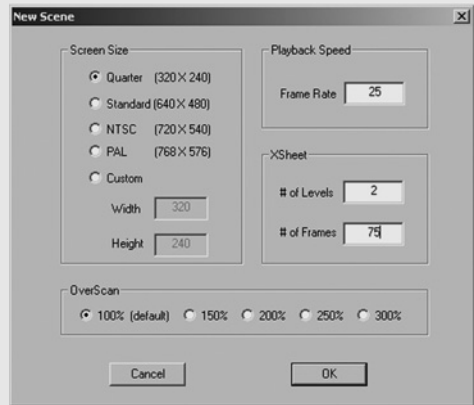 New Scene
Screen Size
Quarter (320 X 240)
Standard (640 X 480)
NTSC (720 X 540)
PAL (768 X 576)
Custom
Width 320
Height 240
Playback Speed
Frame Rate 25
XSheet
# of Levels 2
# of Frames 75
OverScan
100% (default) 150% 200% 250% 300%
Cancel OK